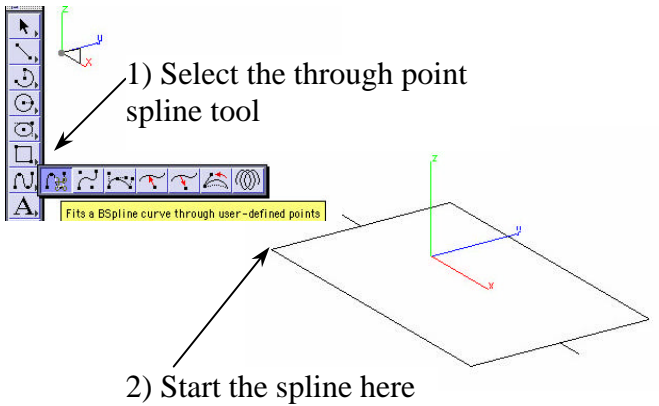 z
y
x
1) Select the through point
spline tool
A
Fits a BSpline curve through user-defined points
z
y
x
2) Start the spline here